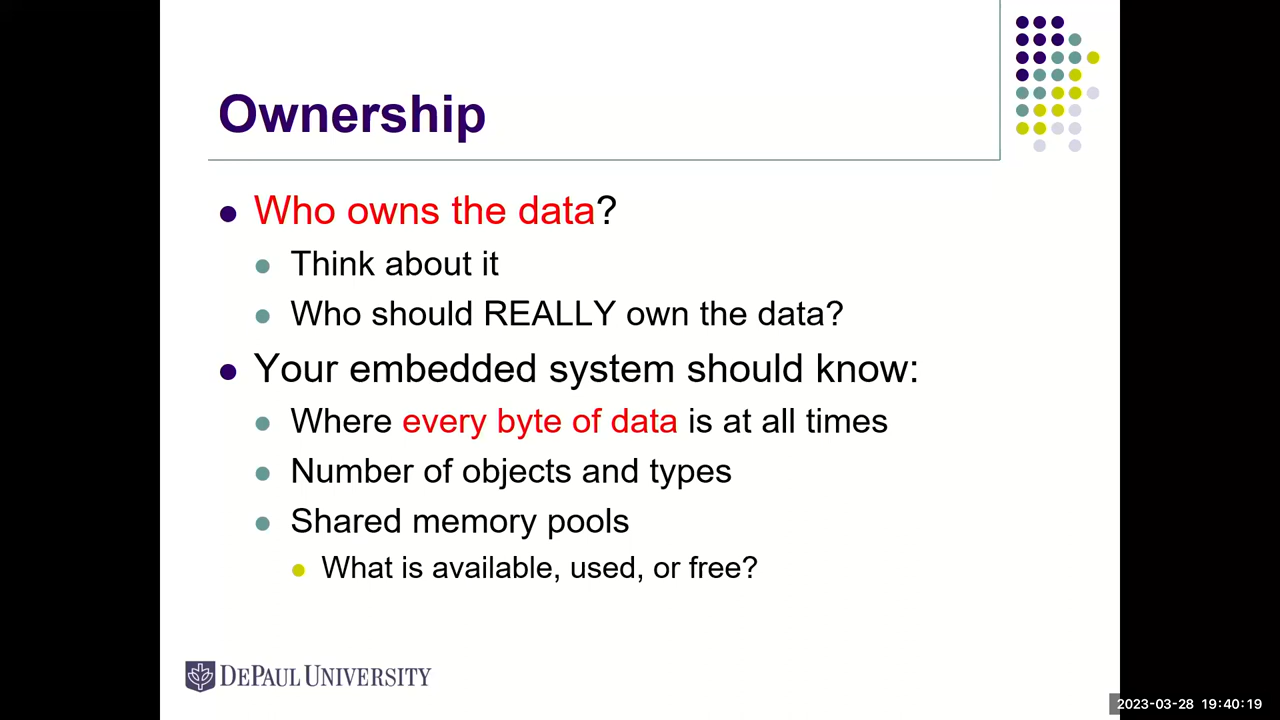 Ownership
Who owns the data?
Think about it
Who should REALLY own the data?
Your embedded system should know:
Where every byte of data is at all times
Number of objects and types
Shared memory pools
What is available, used, or free?
DEPAUL UNIVERSITY
2023-03-28 19:40:19